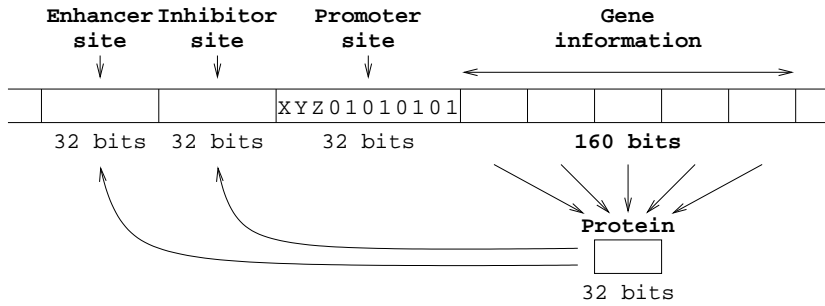 Enhancer Inhibitor Promoter Gene
site site site information
XYZ01010101
32 bits 32 bits 32 bits 160 bits
Protein
32 bits